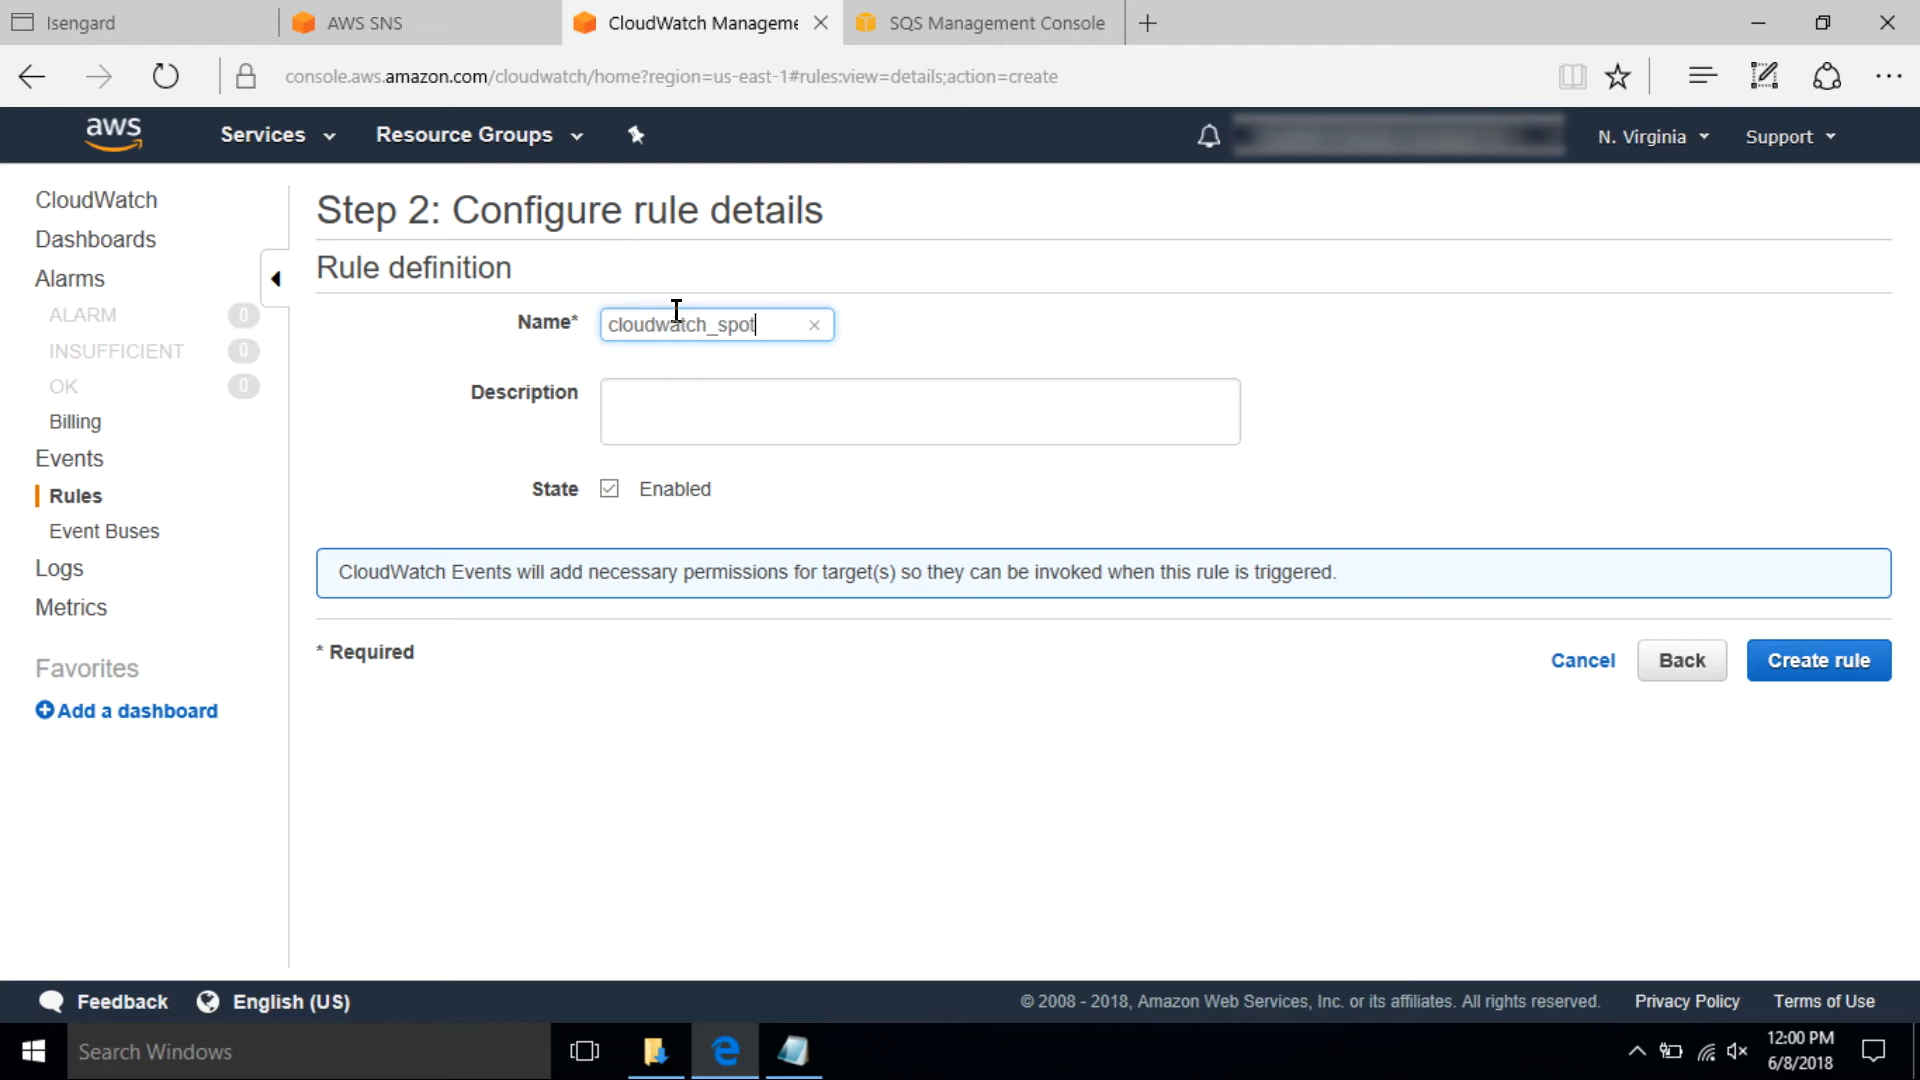 Isengard
AWS SNS
CloudWatch Manageme
SQS Management Console
console.aws.amazon.com/cloudwatch/home?region=us-east-1#rules:view=details;action=create
aws
Services
Resource Groups
N. Virginia
Support
CloudWatch
Dashboards
Alarms
ALARM 0
INSUFFICIENT 0
OK 0
Billing
Events
Rules
Event Buses
Logs
Metrics
Favorites
Add a dashboard
Step 2: Configure rule details
Rule definition
Name* cloudwatch_spot
Description
State Enabled
CloudWatch Events will add necessary permissions for target(s) so they can be invoked when this rule is triggered.
* Required
Cancel
Back
Create rule
Feedback
English (US)
© 2008 - 2018, Amazon Web Services, Inc. or its affiliates. All rights reserved.
Privacy Policy
Terms of Use
Search Windows
12:00 PM
6/8/2018